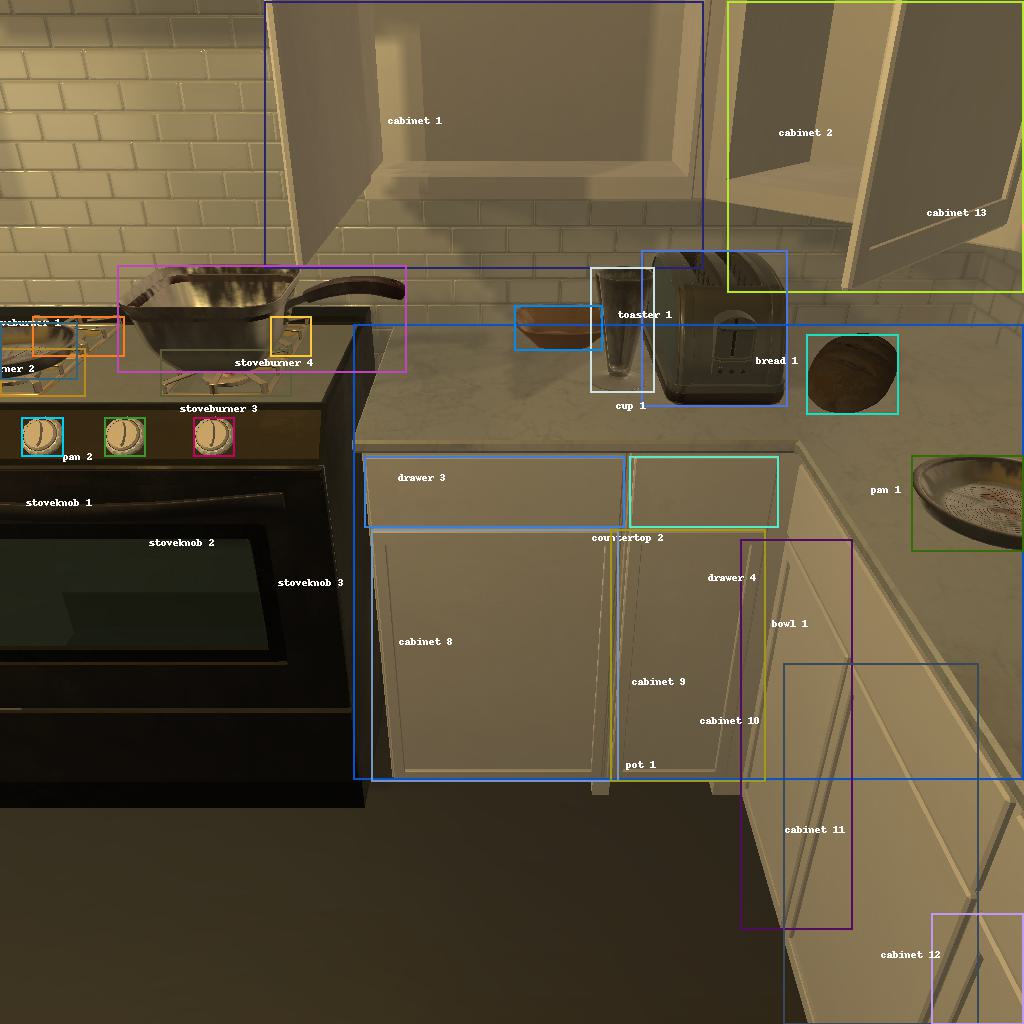 cabinet 1
cabinet 2
cabinet 13
toaster 1
stoveburner 1
bread 1
stoveburner 4
ner 2
cup 1
stoveburner 3
pan 2
drawer 3
pan 1
stoveknob 1
countertop 2
stoveknob 2
drawer 4
stoveknob 3
bowl 1
cabinet 8
cabinet 9
cabinet 10
pot 1
cabinet 11
cabinet 12